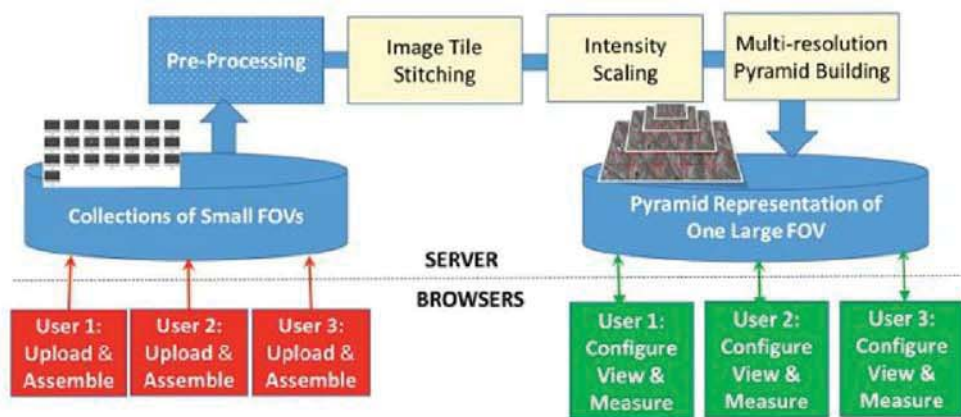 Pre-Processing
Image Tile
Stitching
Intensity
Scaling
Multi-resolution
Pyramid Building
Collections of Small FOVs
Pyramid Representation of
One Large FOV
SERVER
BROWSERS
User 1:
Upload &
Assemble
User 2:
Upload &
Assemble
User 3:
Upload &
Assemble
User 1:
Configure
View &
Measure
User 2:
Configure
View &
Measure
User 3:
Configure
View &
Measure